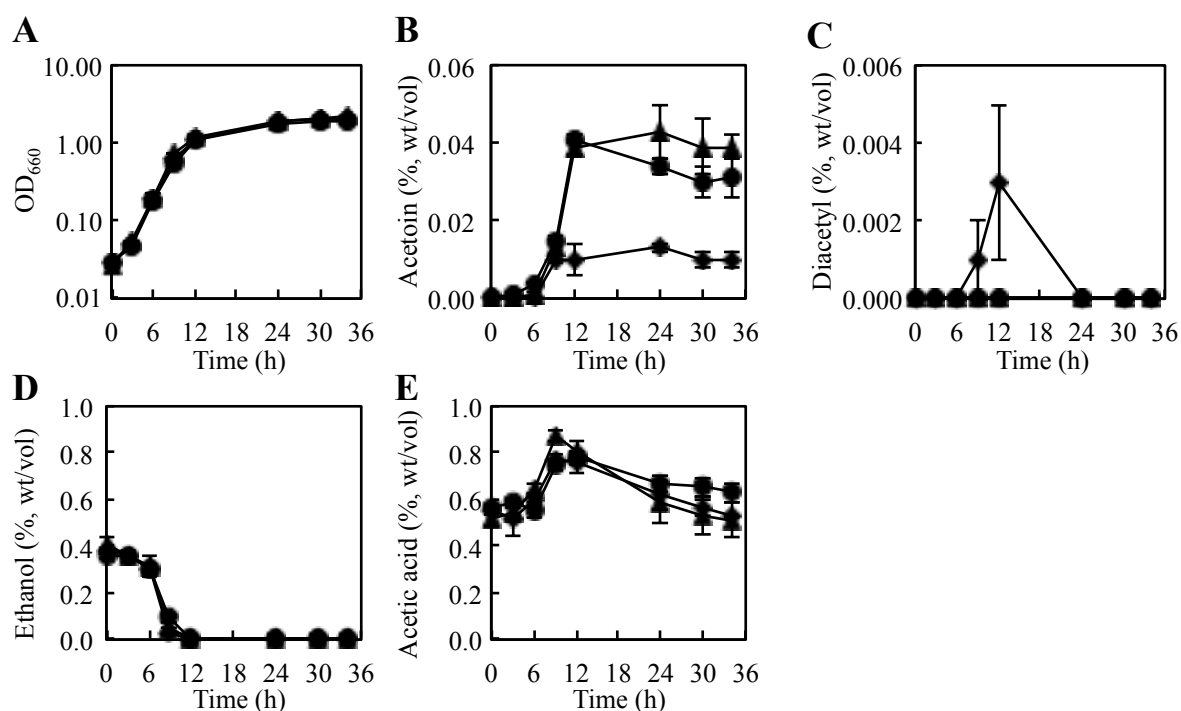 A
OD660
10.00
1.00
0.10
0.01
0 6 12 18 24 30 36
Time (h)
B
Acetoin (%, wt/vol)
0.06
0.04
0.02
0.00
0 6 12 18 24 30 36
Time (h)
C
Diacetyl (%, wt/vol)
0.006
0.004
0.002
0.000
0 6 12 18 24 30 36
Time (h)
D
Ethanol (%, wt/vol)
1.0
0.8
0.6
0.4
0.2
0.0
0 6 12 18 24 30 36
Time (h)
E
Acetic acid (%, wt/vol)
1.0
0.8
0.6
0.4
0.2
0.0
0 6 12 18 24 30 36
Time (h)